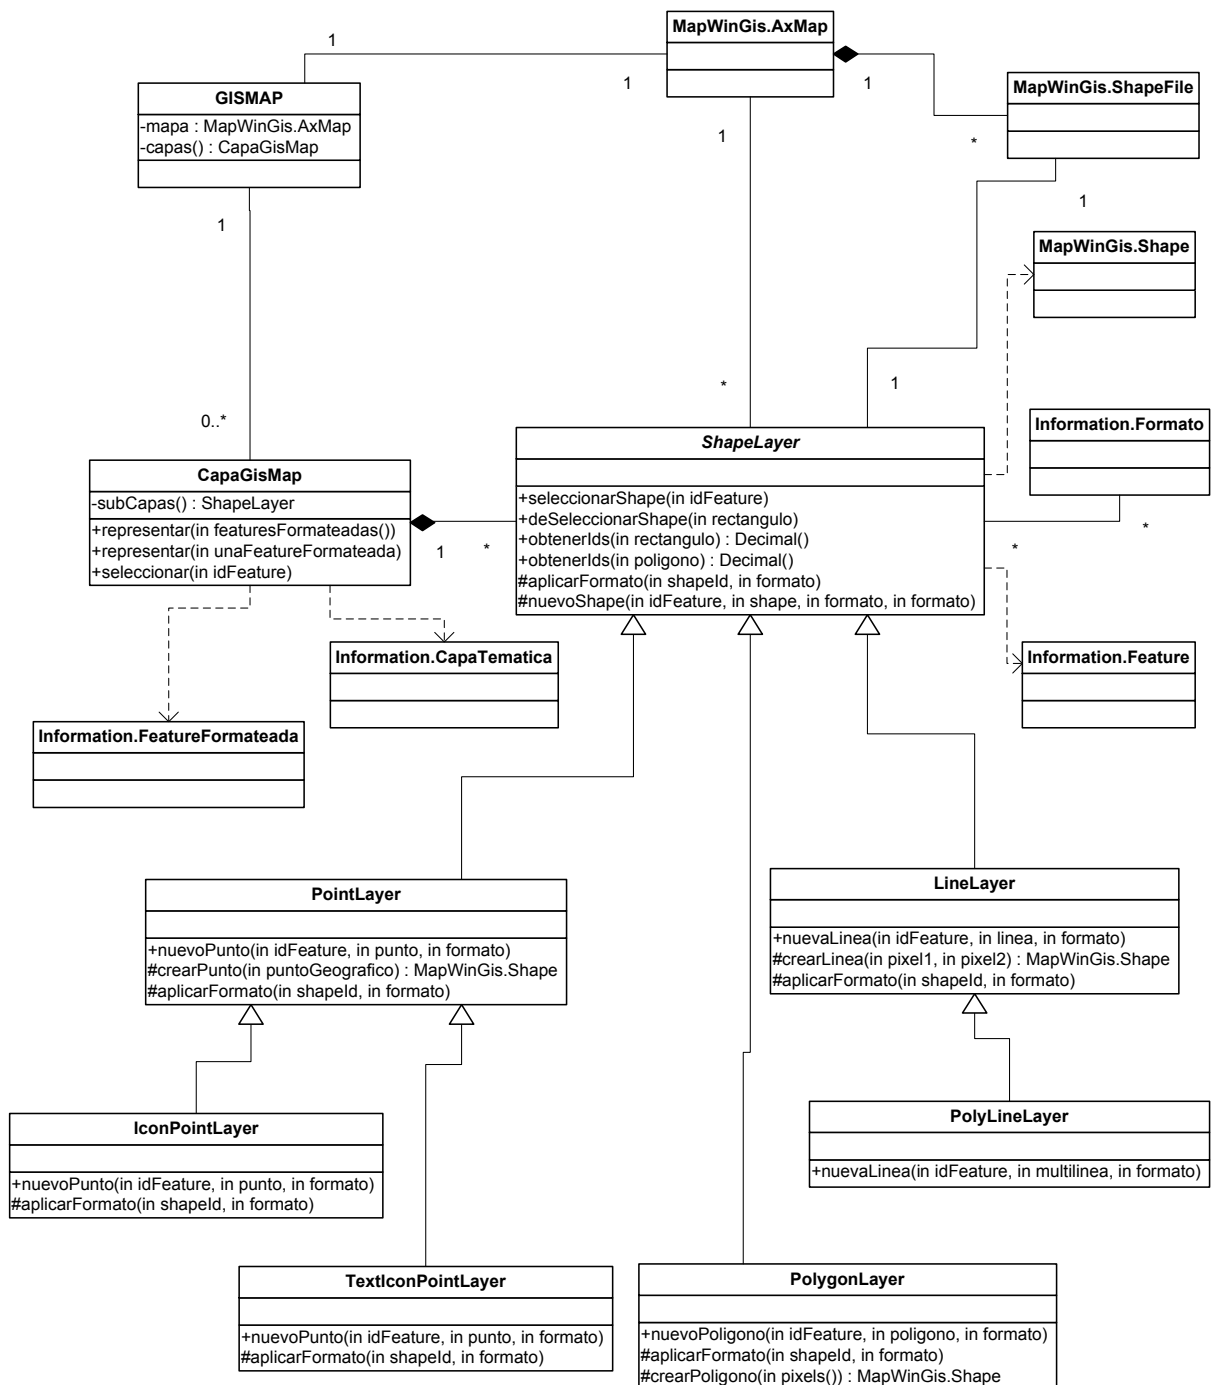 MapWinGis.AxMap
1
1
1
1
GISMAP
-mapa : MapWinGis.AxMap
-capas() : CapaGisMap
MapWinGis.ShapeFile
*
1
1
MapWinGis.Shape
*
1
0..*
Information.Formato
ShapeLayer
+seleccionarShape(in idFeature)
+deSeleccionarShape(in rectangulo)
+obtenerIds(in rectangulo) : Decimal()
+obtenerIds(in poligono) : Decimal()
#aplicarFormato(in shapeId, in formato)
#nuevoShape(in idFeature, in shape, in formato, in formato)
CapaGisMap
-subCapas() : ShapeLayer
+representar(in featuresFormateadas())
+representar(in unaFeatureFormateada)
+seleccionar(in idFeature)
1
*
*
*
Information.CapaTematica
Information.Feature
Information.FeatureFormateada
PointLayer
+nuevoPunto(in idFeature, in punto, in formato)
#crearPunto(in puntoGeografico) : MapWinGis.Shape
#aplicarFormato(in shapeId, in formato)
LineLayer
+nuevaLinea(in idFeature, in linea, in formato)
#crearLinea(in pixel1, in pixel2) : MapWinGis.Shape
#aplicarFormato(in shapeId, in formato)
IconPointLayer
+nuevoPunto(in idFeature, in punto, in formato)
#aplicarFormato(in shapeId, in formato)
PolyLineLayer
+nuevaLinea(in idFeature, in multilinea, in formato)
TextIconPointLayer
+nuevoPunto(in idFeature, in punto, in formato)
#aplicarFormato(in shapeId, in formato)
PolygonLayer
+nuevoPoligono(in idFeature, in poligono, in formato)
#aplicarFormato(in shapeId, in formato)
#crearPoligono(in pixels()) : MapWinGis.Shape